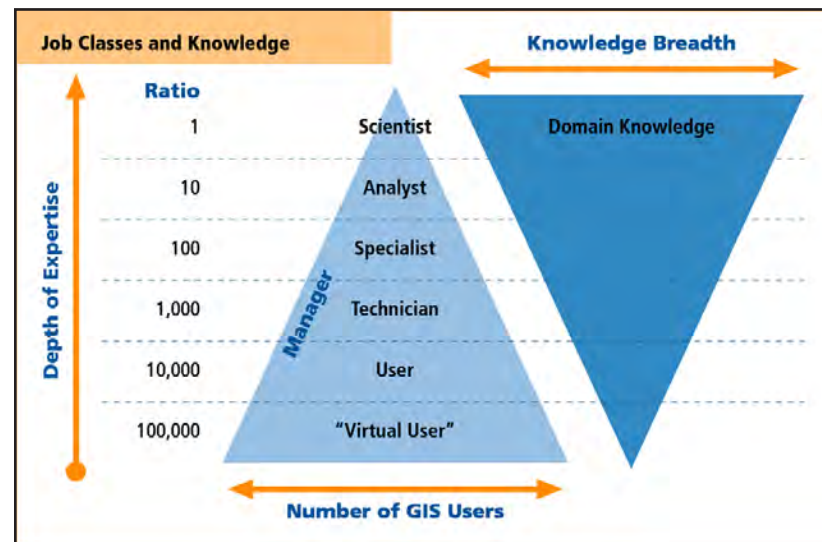 Job Classes and Knowledge
Knowledge Breadth
Ratio
1
Scientist
Domain Knowledge
10
Analyst
100
Specialist
1,000
Technician
10,000
User
100,000
“Virtual User”
Manager
Depth of Expertise
Number of GIS Users